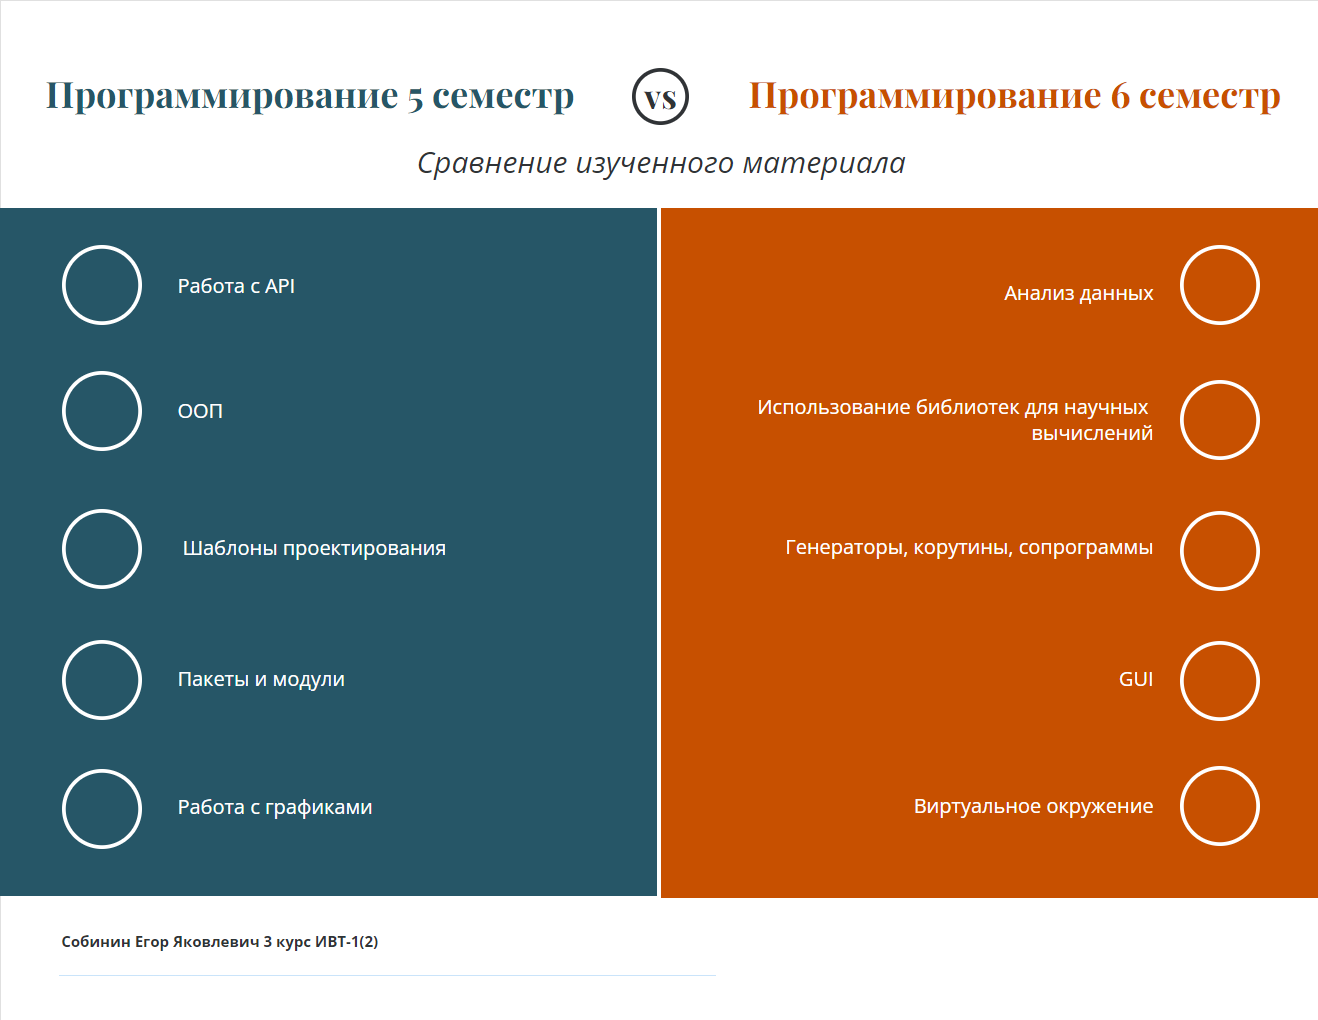 Программирование 5 семестр
vs
Программирование 6 семестр
Сравнение изученного материала
Работа с API
ООП
Шаблоны проектирования
Пакеты и модули
Работа с графиками
Анализ данных
Использование библиотек для научных
вычислений
Генераторы, корутины, сопрограммы
GUI
Виртуальное окружение
Собинин Егор Яковлевич 3 курс ИВТ-1(2)